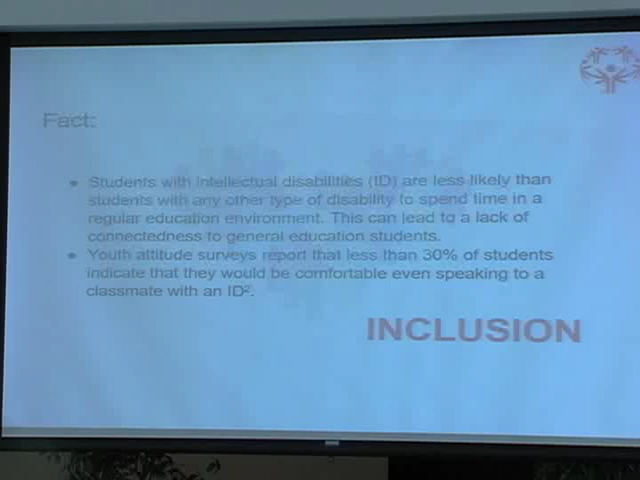 Fact:
• Students with intellectual disabilities (ID) are less likely than
students with any other type of disability to spend time in a
regular education environment. This can lead to a lack of
connectedness to general education students.
• Youth attitude surveys report that less than 30% of students
indicate that they would be comfortable even speaking to a
classmate with an ID².
INCLUSION